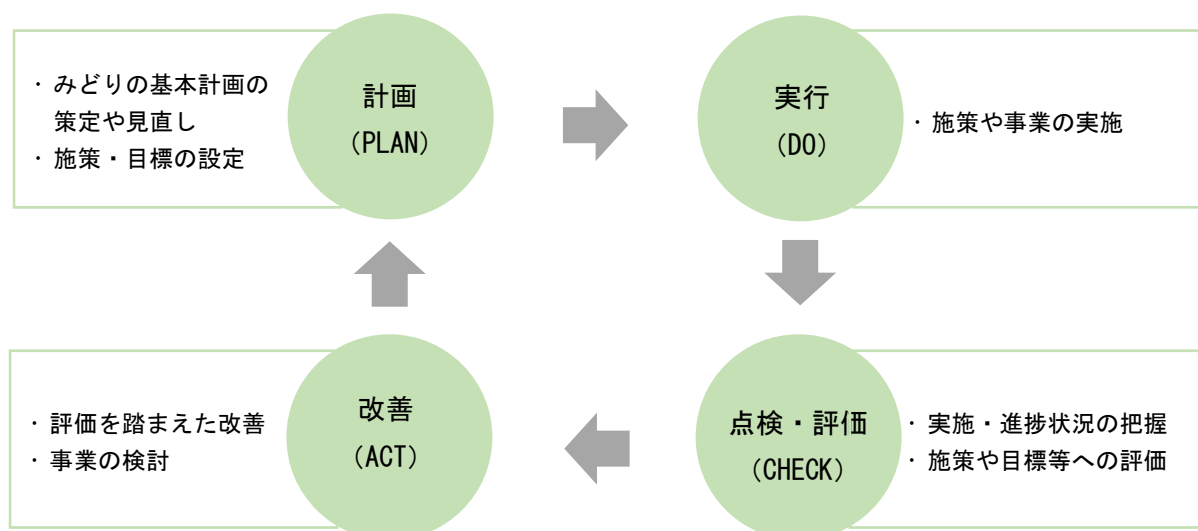 ・みどりの基本計画の
策定や見直し
・施策・目標の設定
計画
(PLAN)
実行
(DO)
・施策や事業の実施
・評価を踏まえた改善
・事業の検討
改善
(ACT)
点検・評価
(CHECK)
・実施・進捗状況の把握
・施策や目標等への評価